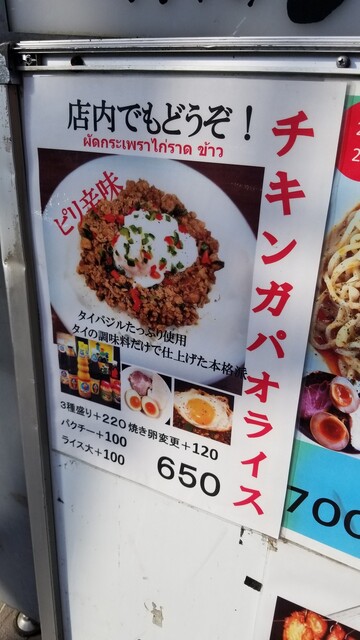 店内でもどうぞ！
ผัดกระเพราไก่ราด ข้าว
チキンガパオライス
ピリ辛味
タイバジルたっぷり使用
タイの調味料だけで仕上げた本格派
3種盛り+220
焼き卵変更+120
パクチー+100
ライス大+100
650
700